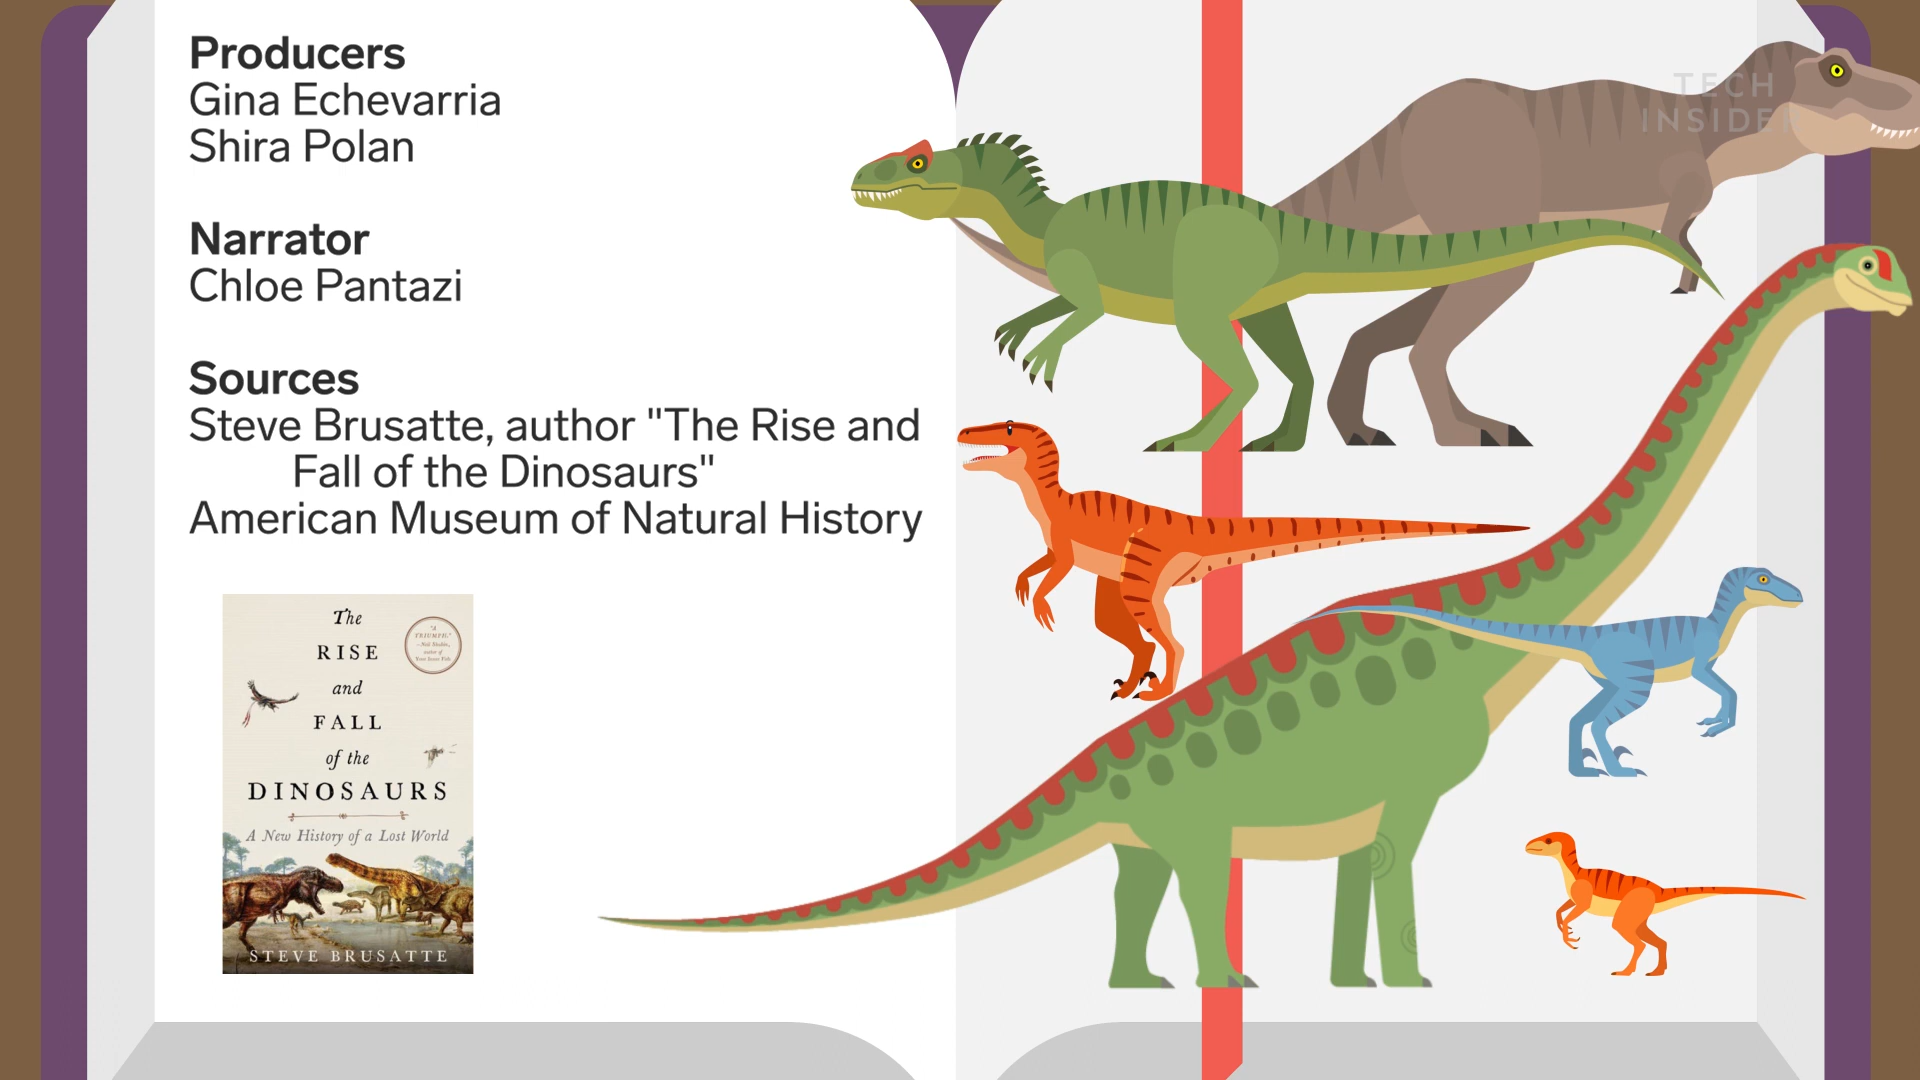 Producers
Gina Echevarria
Shira Polan
Narrator
Chloe Pantazi
Sources
Steve Brusatte, author "The Rise and
Fall of the Dinosaurs"
American Museum of Natural History
The
RISE
and
FALL
of the
DINOSAURS
A New History of a Lost World
STEVE BRUSATTE
"A
TRIUMPH."
TECH
INSIDER